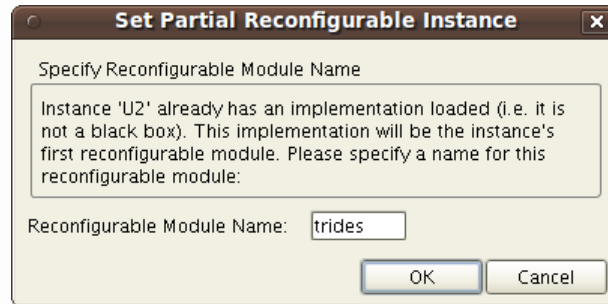 Set Partial Reconfigurable Instance
Specify Reconfigurable Module Name
Instance 'U2' already has an implementation loaded (i.e. it is
not a black box). This implementation will be the instance's
first reconfigurable module. Please specify a name for this
reconfigurable module:
Reconfigurable Module Name: trides
OK Cancel